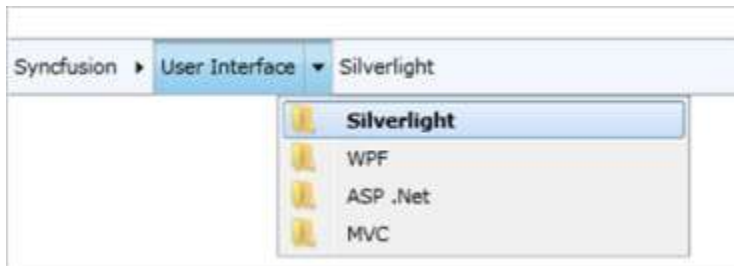 Syncfusion User Interface Silverlight
Silverlight
WPF
ASP .Net
MVC